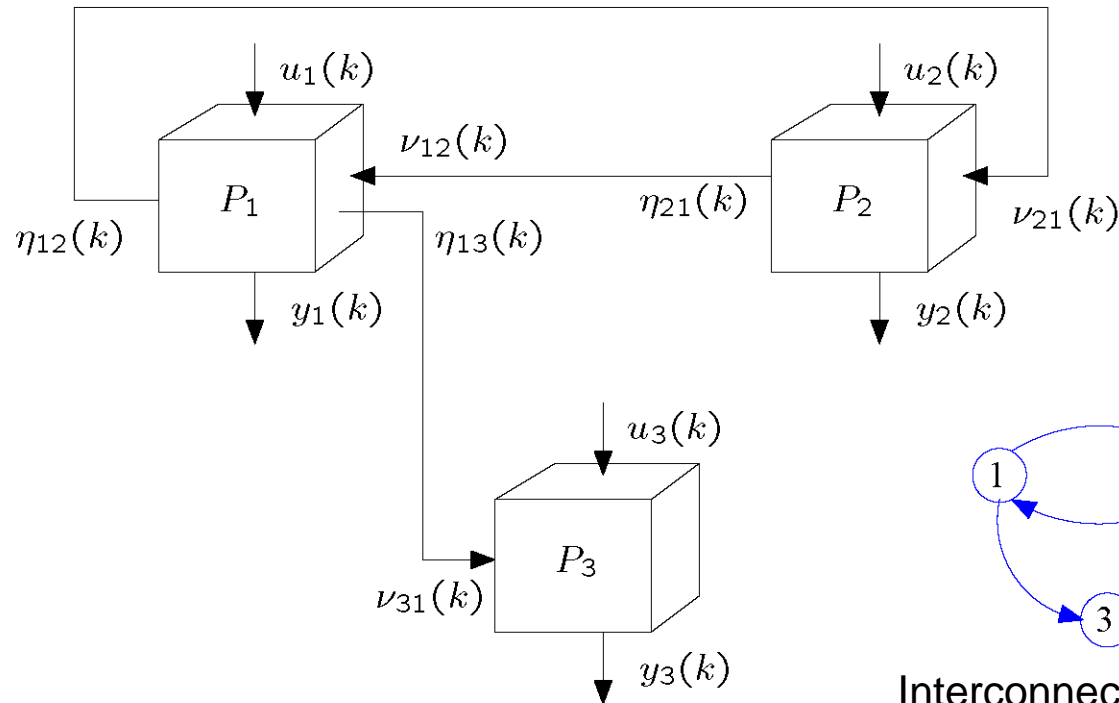 u₁(k)
u₂(k)
ν₁₂(k)
P₁
η₂₁(k)
P₂
ν₂₁(k)
η₁₂(k)
η₁₃(k)
y₁(k)
y₂(k)
u₃(k)
1
P₃
ν₃₁(k)
3
y₃(k)